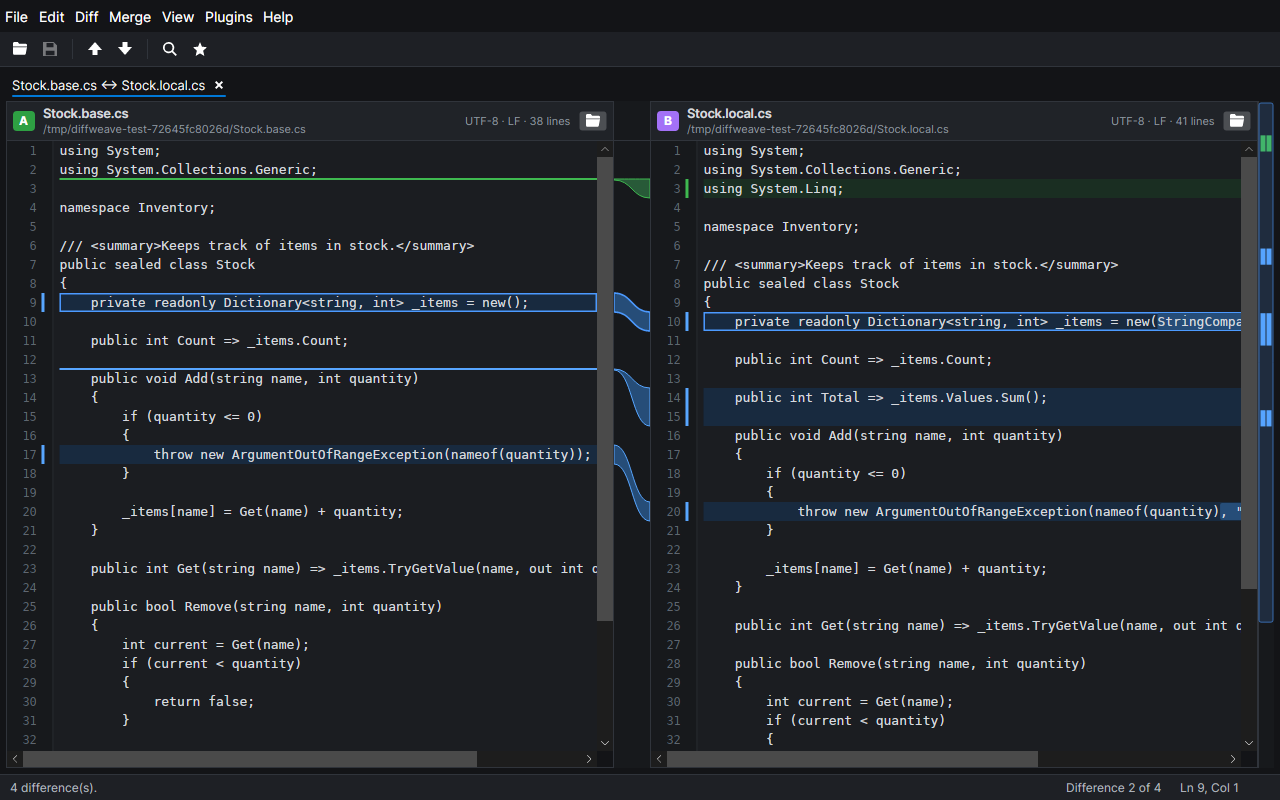 File Edit Diff Merge View Plugins Help
Stock.base.cs ↔ Stock.local.cs ×
A Stock.base.cs
/tmp/diffweave-test-72645fc8026d/Stock.base.cs
UTF-8 · LF · 38 lines
1 using System;
2 using System.Collections.Generic;
3
4 namespace Inventory;
5
6 /// <summary>Keeps track of items in stock.</summary>
7 public sealed class Stock
8 {
9     private readonly Dictionary<string, int> _items = new();
10
11     public int Count => _items.Count;
12
13     public void Add(string name, int quantity)
14     {
15         if (quantity <= 0)
16         {
17             throw new ArgumentOutOfRangeException(nameof(quantity));
18         }
19
20         _items[name] = Get(name) + quantity;
21     }
22
23     public int Get(string name) => _items.TryGetValue(name, out int
24
25     public bool Remove(string name, int quantity)
26     {
27         int current = Get(name);
28         if (current < quantity)
29         {
30             return false;
31         }
32
B Stock.local.cs
/tmp/diffweave-test-72645fc8026d/Stock.local.cs
UTF-8 · LF · 41 lines
1 using System;
2 using System.Collections.Generic;
3 using System.Linq;
4
5 namespace Inventory;
6
7 /// <summary>Keeps track of items in stock.</summary>
8 public sealed class Stock
9 {
10     private readonly Dictionary<string, int> _items = new(StringCompa
11
12     public int Count => _items.Count;
13
14     public int Total => _items.Values.Sum();
15
16     public void Add(string name, int quantity)
17     {
18         if (quantity <= 0)
19         {
20             throw new ArgumentOutOfRangeException(nameof(quantity), "
21         }
22
23         _items[name] = Get(name) + quantity;
24     }
25
26     public int Get(string name) => _items.TryGetValue(name, out int
27
28     public bool Remove(string name, int quantity)
29     {
30         int current = Get(name);
31         if (current < quantity)
32         {
4 difference(s).
Difference 2 of 4
Ln 9, Col 1